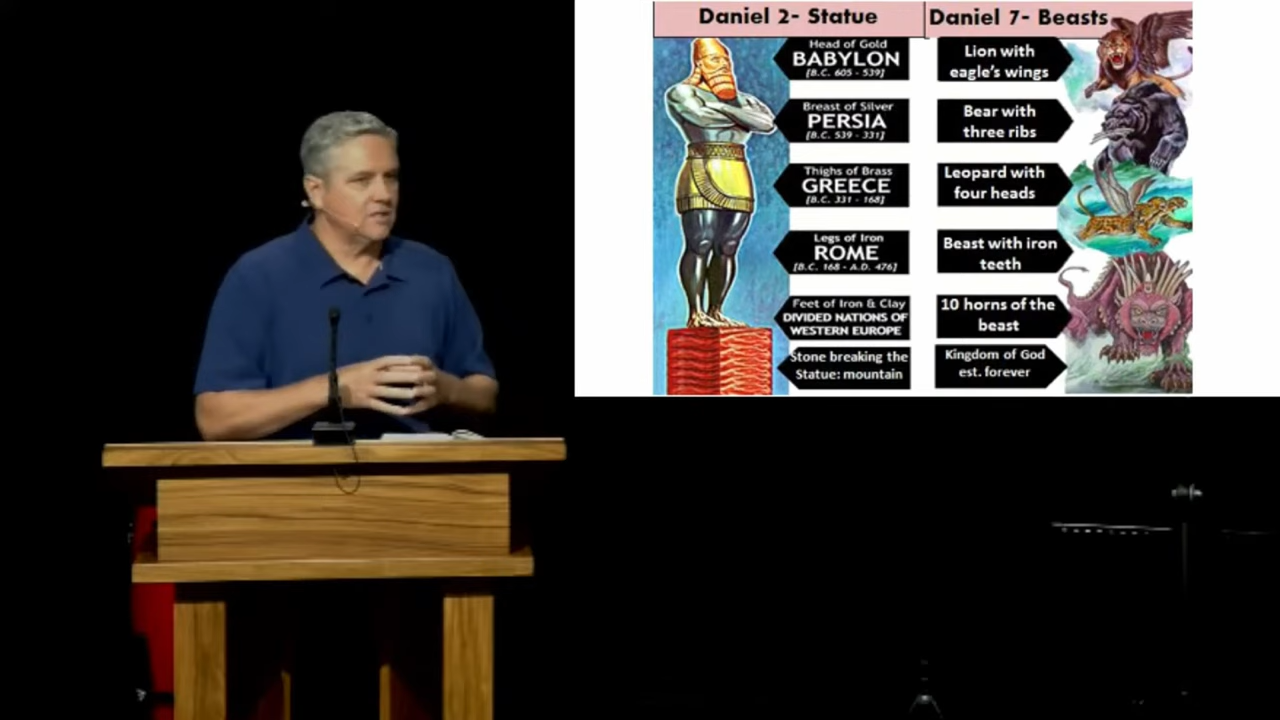 Daniel 2- Statue
Daniel 7- Beasts
Head of Gold
BABYLON
[B.C. 605 - 539]
Lion with
eagle's wings
Breast of Silver
PERSIA
[B.C. 539 - 331]
Bear with
three ribs
Thighs of Brass
GREECE
[B.C. 331 - 168]
Leopard with
four heads
Legs of Iron
ROME
[B.C. 168 - A.D. 476]
Beast with iron
teeth
Feet of Iron & Clay
DIVIDED NATIONS OF
WESTERN EUROPE
10 horns of the
beast
Stone breaking the
Statue: mountain
Kingdom of God
est. forever